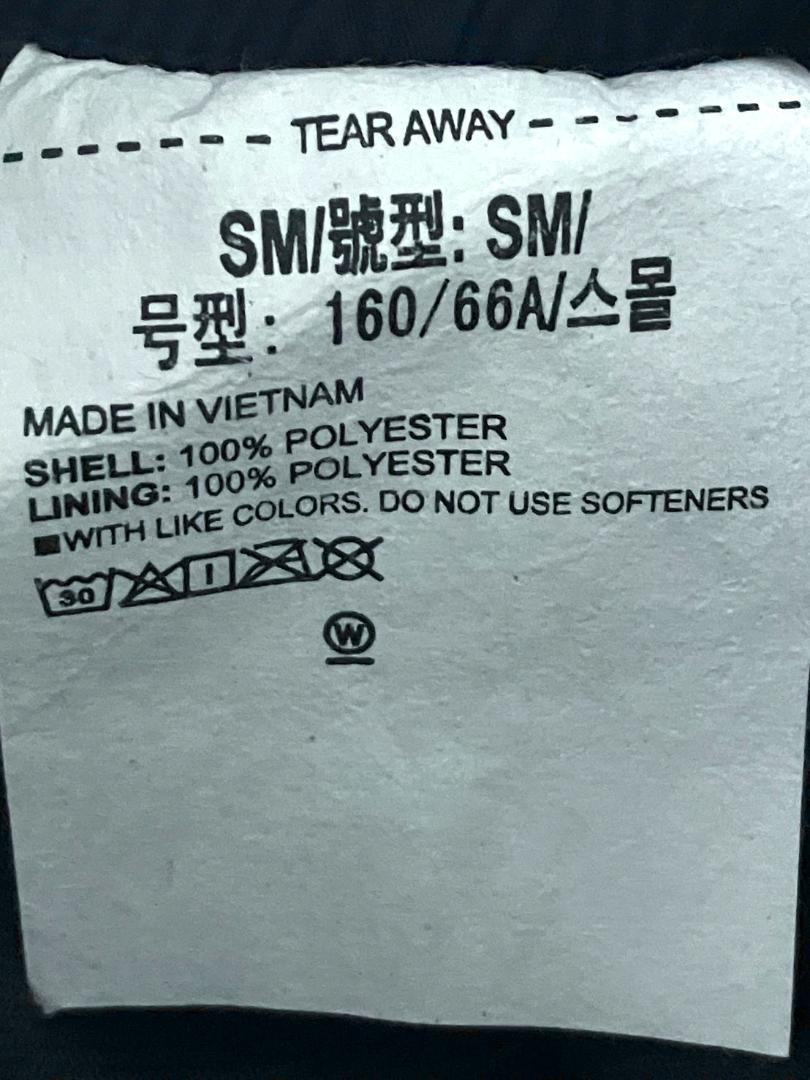 TEAR AWAY
SM/號型: SM/
号型: 160/66A/스몰
MADE IN VIETNAM
SHELL: 100% POLYESTER
LINING: 100% POLYESTER
■WITH LIKE COLORS. DO NOT USE SOFTENERS
30
W